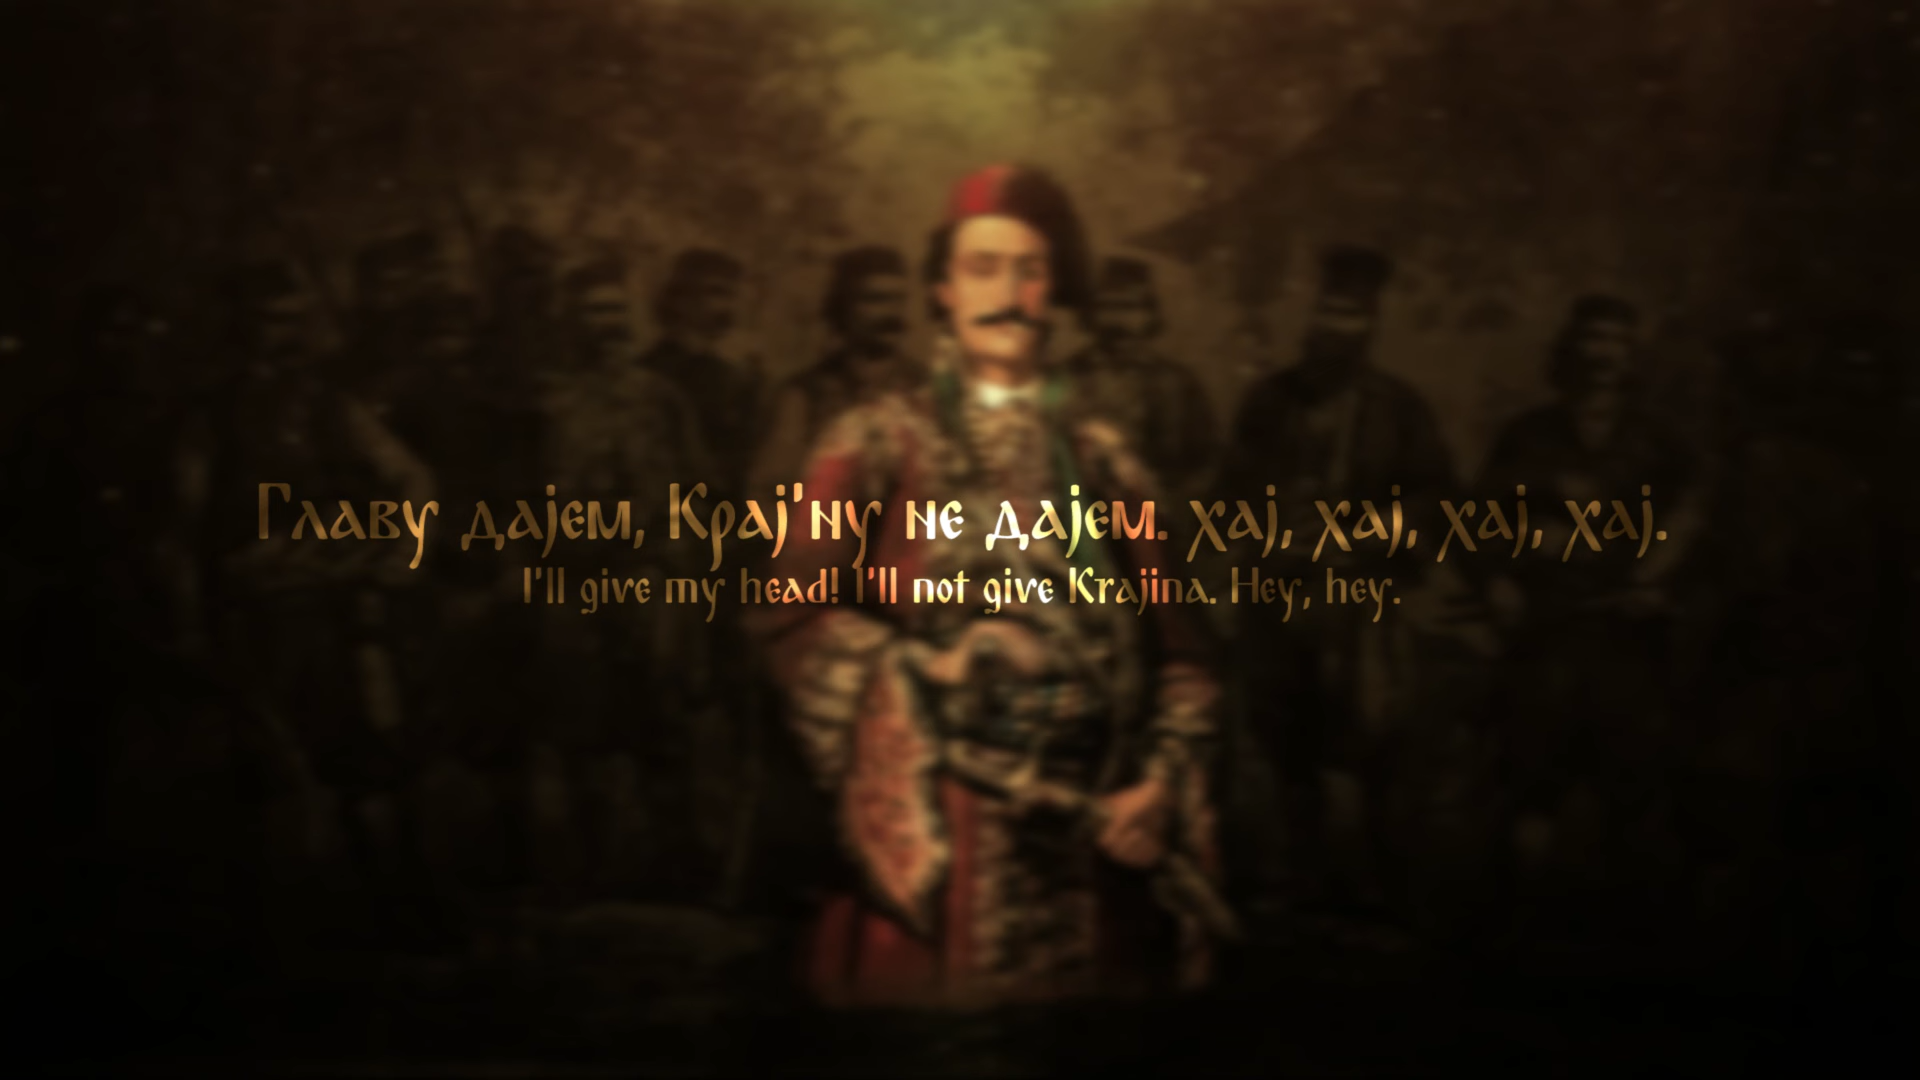 Главу дајем, Крај'ну не дајем. хај, хај, хај, хај.
I'll give my head! I'll not give Krajina. Hey, hey.